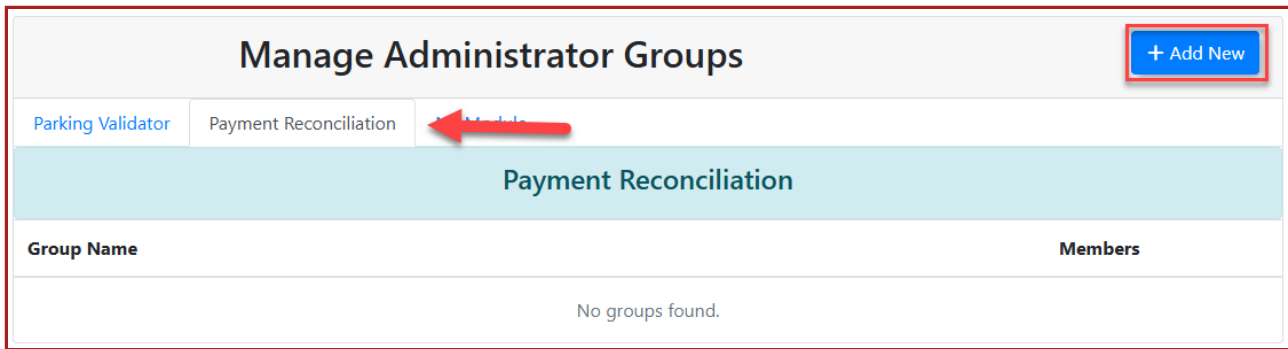 Manage Administrator Groups
+ Add New
Parking Validator
Payment Reconciliation
Payment Reconciliation
Group Name
Members
No groups found.